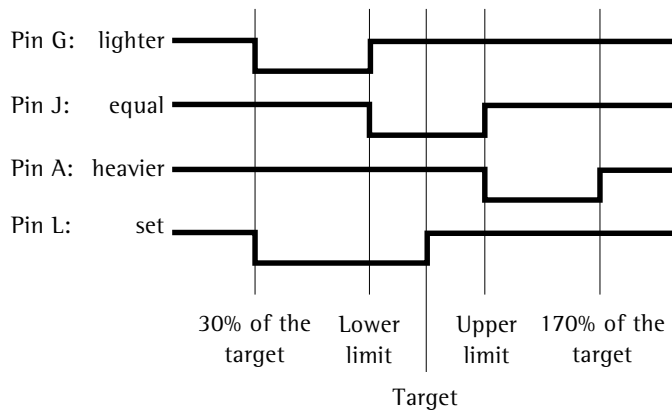 Pin G: lighter
Pin J: equal
Pin A: heavier
Pin L: set
30% of the target
Lower limit
Upper limit
170% of the target
Target